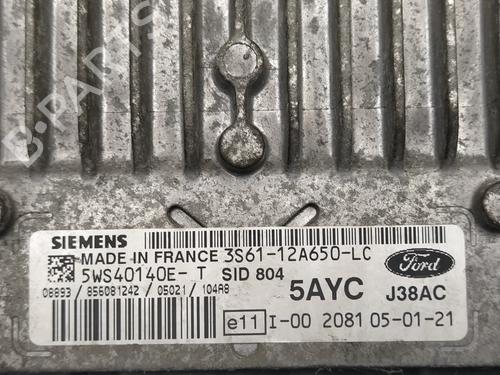 B-PARTS
SIEMENS
MADE IN FRANCE 3S61-12A650-LC
5WS40140E- T SID 804
08893 / 856081242 / 05021 / 104A8
5AYC J38AC
Ford
e11 I-00 2081 05-01-21